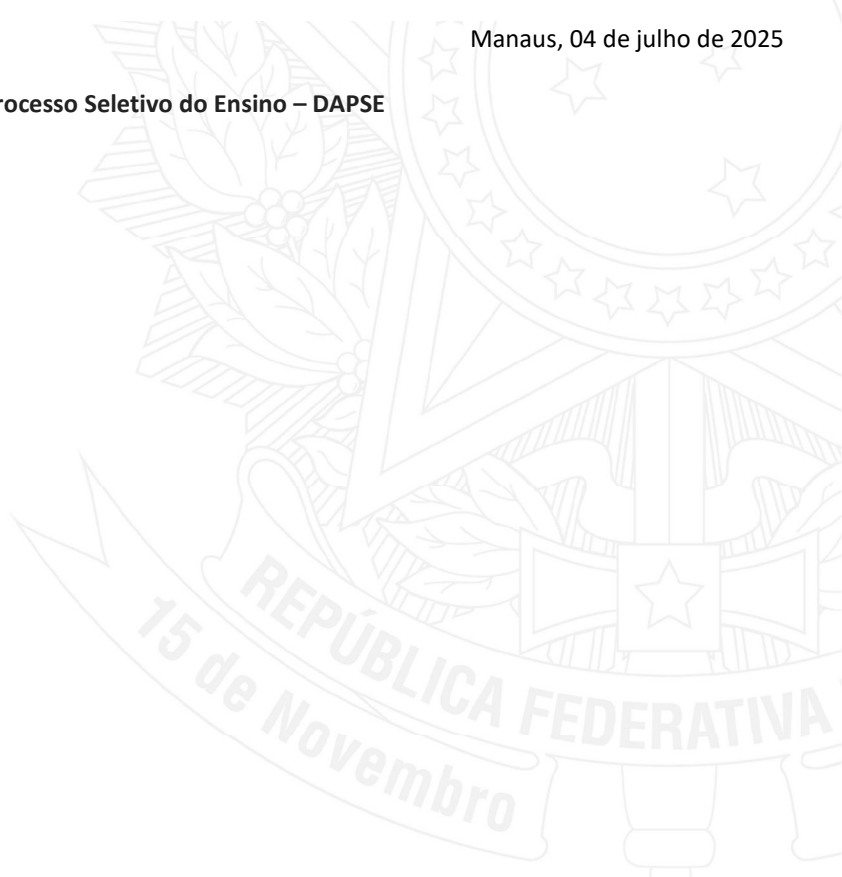 Manaus, 04 de julho de 2025
rocesso Seletivo do Ensino – DAPSE
REPÚBLICA FEDERATIVA
15 de Novembro